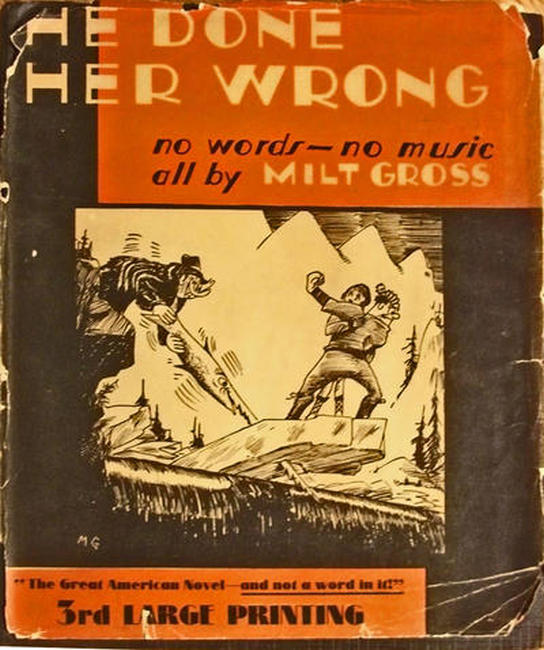 HE DONE
HER WRONG
no words—no music
all by MILT GROSS
MG
"The Great American Novel—and not a word in it!"
3rd LARGE PRINTING